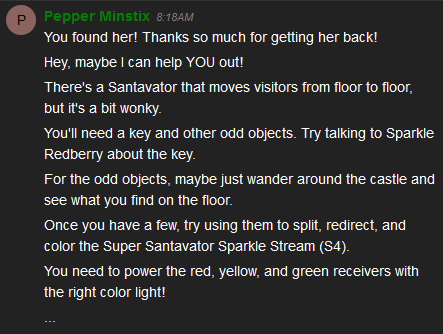 P
Pepper Minstix 8:18AM
You found her! Thanks so much for getting her back!
Hey, maybe I can help YOU out!
There's a Santavator that moves visitors from floor to floor,
but it's a bit wonky.
You'll need a key and other odd objects. Try talking to Sparkle
Redberry about the key.
For the odd objects, maybe just wander around the castle and
see what you find on the floor.
Once you have a few, try using them to split, redirect, and
color the Super Santavator Sparkle Stream (S4).
You need to power the red, yellow, and green receivers with
the right color light!
...